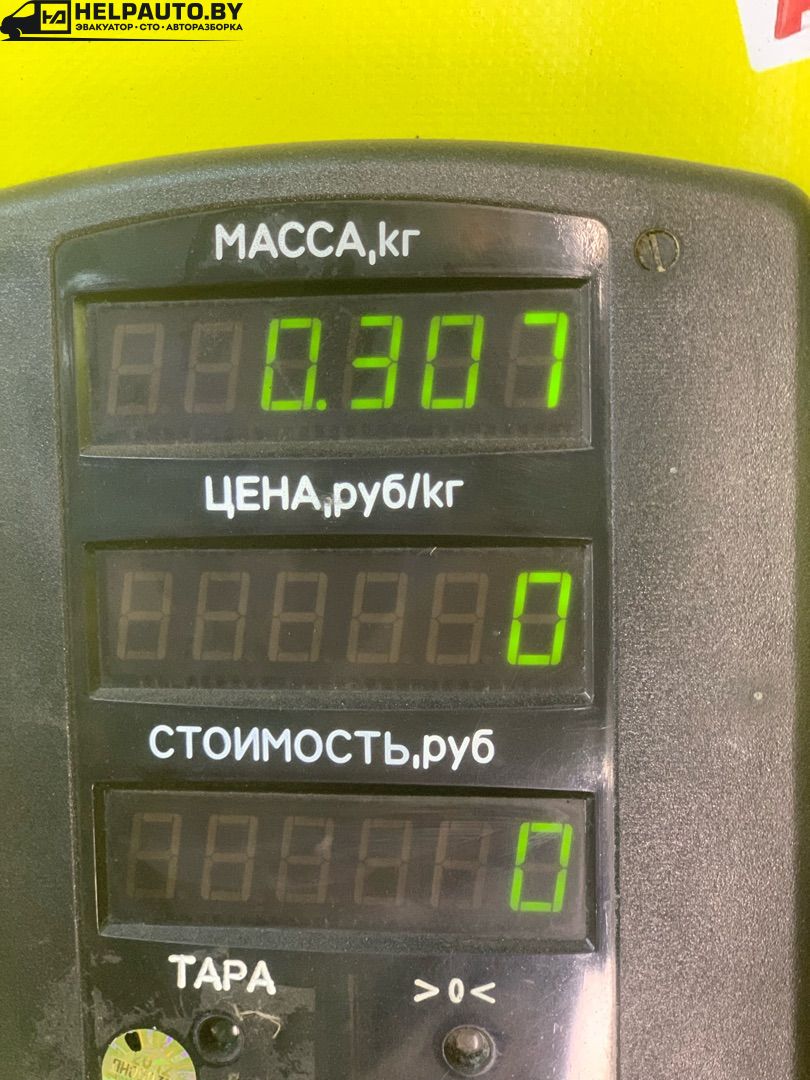 HELPAUTO.BY
ЭВАКУАТОР • СТО • АВТОРАЗБОРКА
МАССА,кг
0.307
ЦЕНА,руб/кг
0
СТОИМОСТЬ,руб
0
ТАРА
>0<